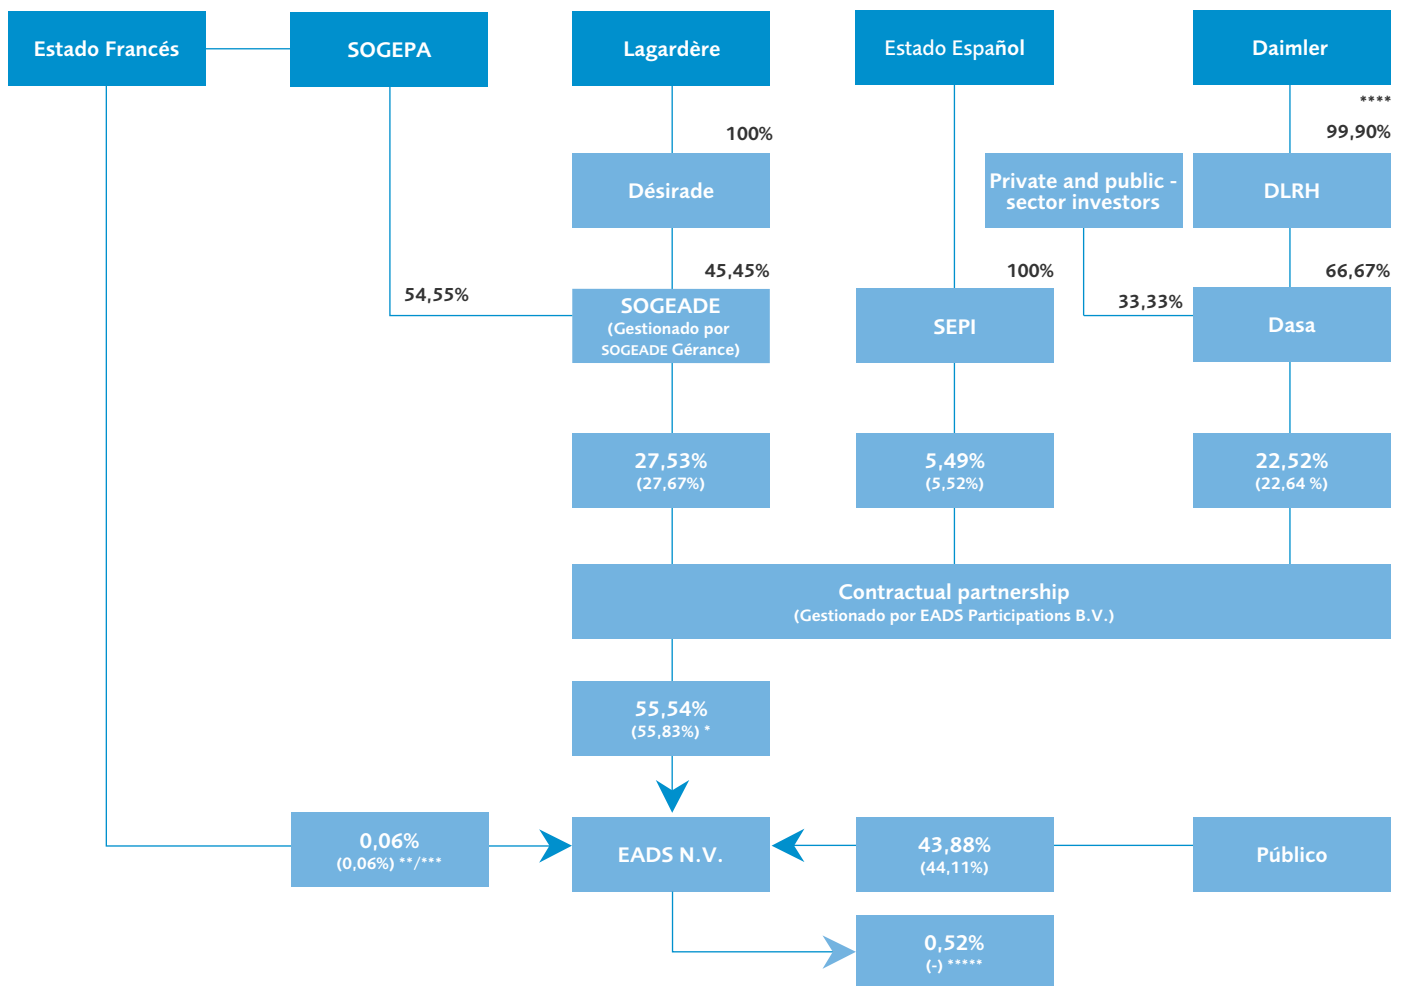 Estado Francés
SOGEPA
Lagardère
Estado Español
Daimler
****
100%
99,90%
Désirade
Private and public -
sector investors
DLRH
54,55%
45,45%
100%
33,33%
66,67%
SOGEADE
(Gestionado por
SOGEADE Gérance)
SEPI
Dasa
27,53%
(27,67%)
5,49%
(5,52%)
22,52%
(22,64 %)
Contractual partnership
(Gestionado por EADS Participations B.V.)
55,54%
(55,83%) *
0,06%
(0,06%) **/***
EADS N.V.
43,88%
(44,11%)
Público
0,52%
(-) *****